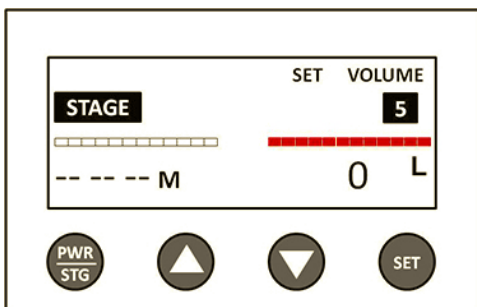 SET VOLUME
STAGE 5
-- -- -- M 0 L
PWR
STG
SET